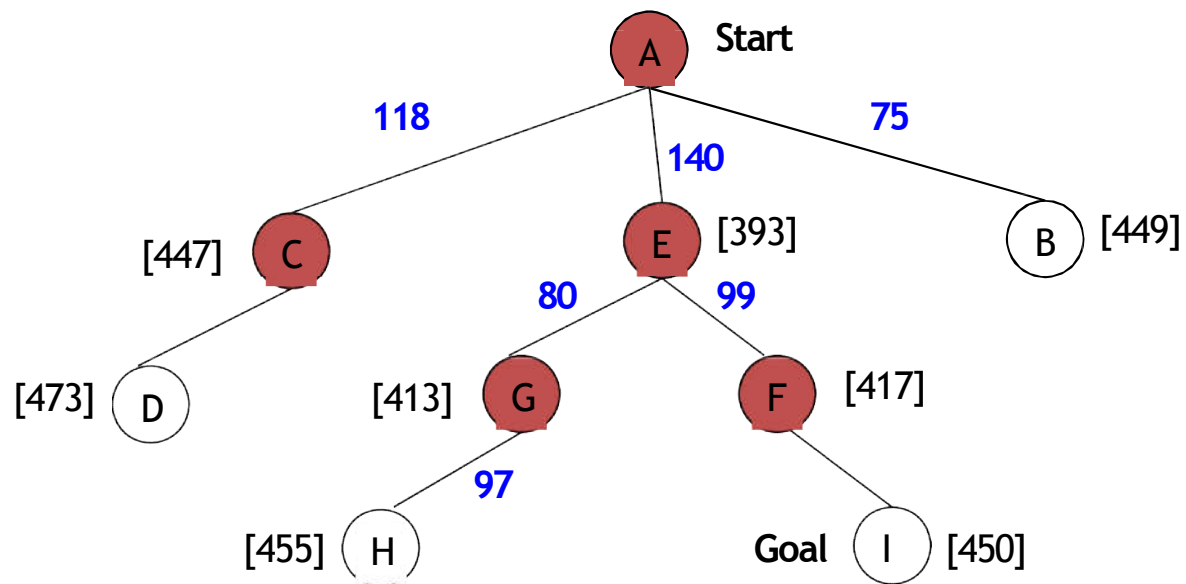 A Start
118
75
140
[447] C
E [393]
B [449]
80
99
[473] D
[413] G
F [417]
97
[455] H
Goal I [450]